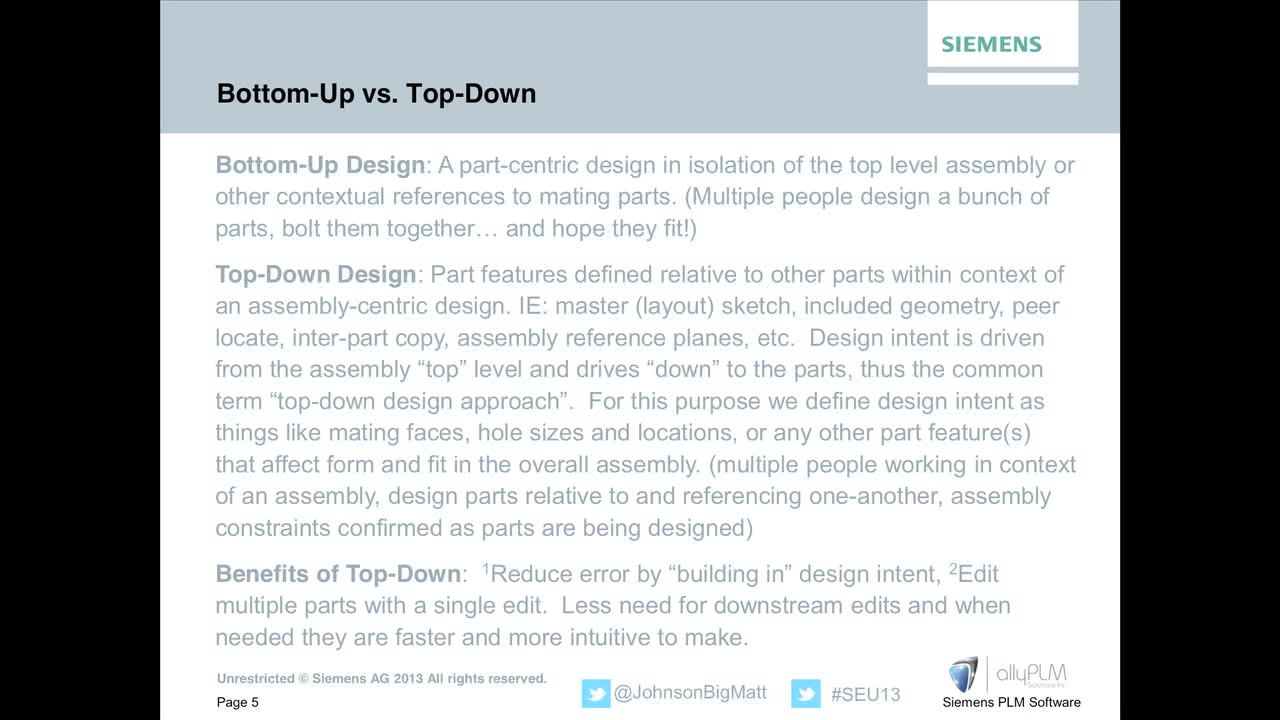 SIEMENS
Bottom-Up vs. Top-Down
Bottom-Up Design: A part-centric design in isolation of the top level assembly or
other contextual references to mating parts. (Multiple people design a bunch of
parts, bolt them together… and hope they fit!)
Top-Down Design: Part features defined relative to other parts within context of
an assembly-centric design. IE: master (layout) sketch, included geometry, peer
locate, inter-part copy, assembly reference planes, etc.  Design intent is driven
from the assembly “top” level and drives “down” to the parts, thus the common
term “top-down design approach”.  For this purpose we define design intent as
things like mating faces, hole sizes and locations, or any other part feature(s)
that affect form and fit in the overall assembly. (multiple people working in context
of an assembly, design parts relative to and referencing one-another, assembly
constraints confirmed as parts are being designed)
Benefits of Top-Down:  ¹Reduce error by “building in” design intent, ²Edit
multiple parts with a single edit.  Less need for downstream edits and when
needed they are faster and more intuitive to make.
Unrestricted © Siemens AG 2013 All rights reserved.
Page 5
@JohnsonBigMatt
#SEU13
allyPLM
Solutions Inc
Siemens PLM Software